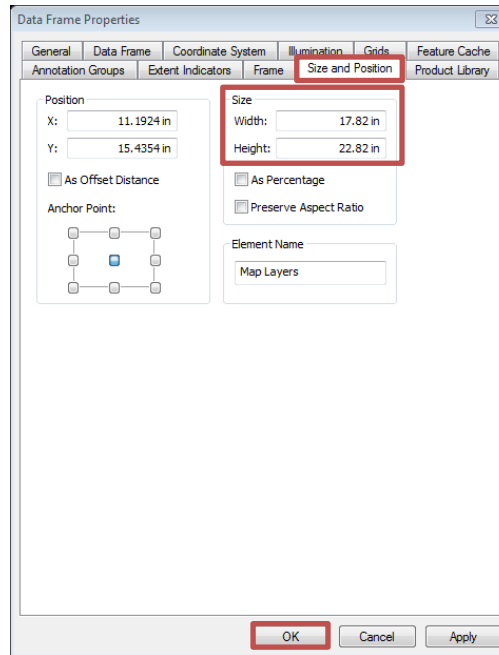 Data Frame Properties
General Data Frame Coordinate System Illumination Grids Feature Cache
Annotation Groups Extent Indicators Frame Size and Position Product Library
Position
X: 11.1924 in
Y: 15.4354 in
As Offset Distance
Anchor Point:
Size
Width: 17.82 in
Height: 22.82 in
As Percentage
Preserve Aspect Ratio
Element Name
Map Layers
OK Cancel Apply